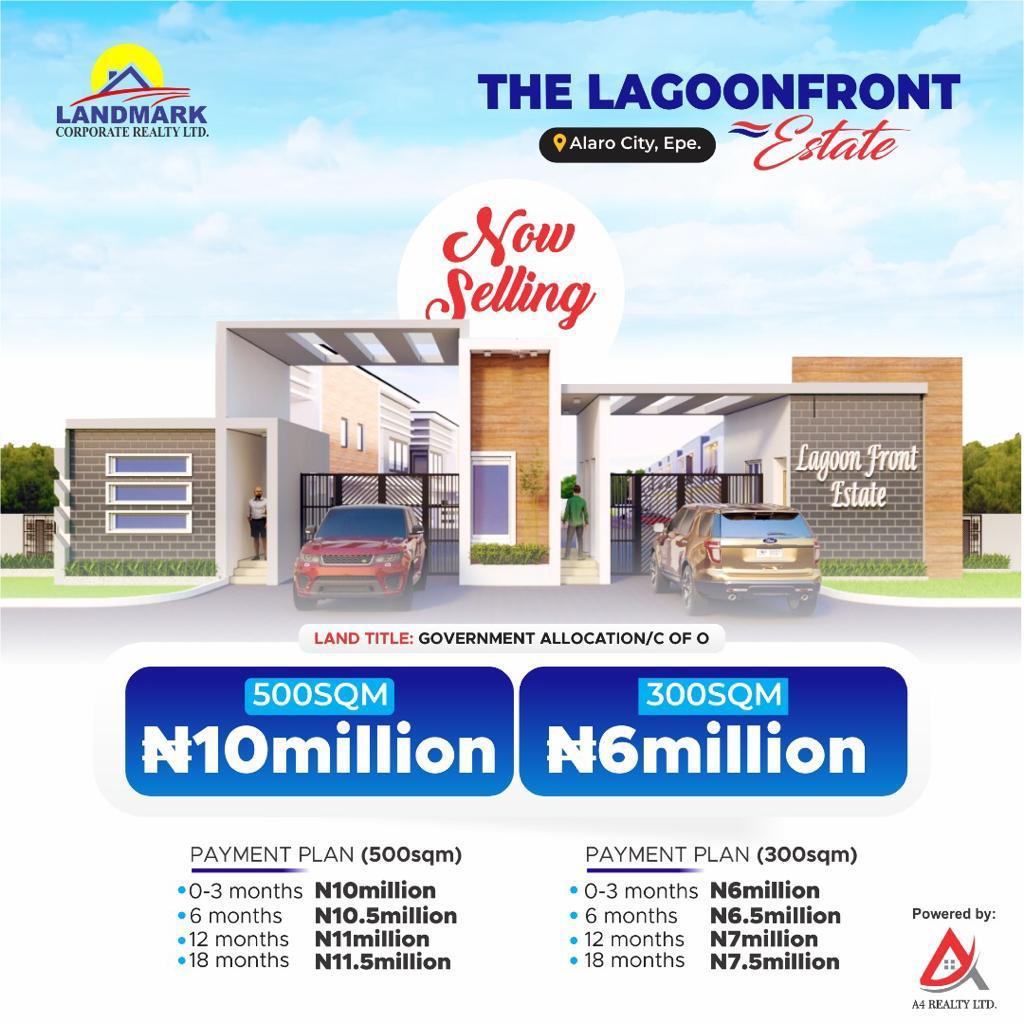 LANDMARK
CORPORATE REALTY LTD.
THE LAGOONFRONT
Estate
Alaro City, Epe.
Now
Selling
Lagoon Front
Estate
LAND TITLE: GOVERNMENT ALLOCATION/C OF O
500SQM
₦10million
300SQM
₦6million
PAYMENT PLAN (500sqm)
•0-3 months N10million
•6 months N10.5million
•12 months N11million
•18 months N11.5million
PAYMENT PLAN (300sqm)
•0-3 months N6million
•6 months N6.5million
•12 months N7million
•18 months N7.5million
Powered by:
A4 REALTY LTD.